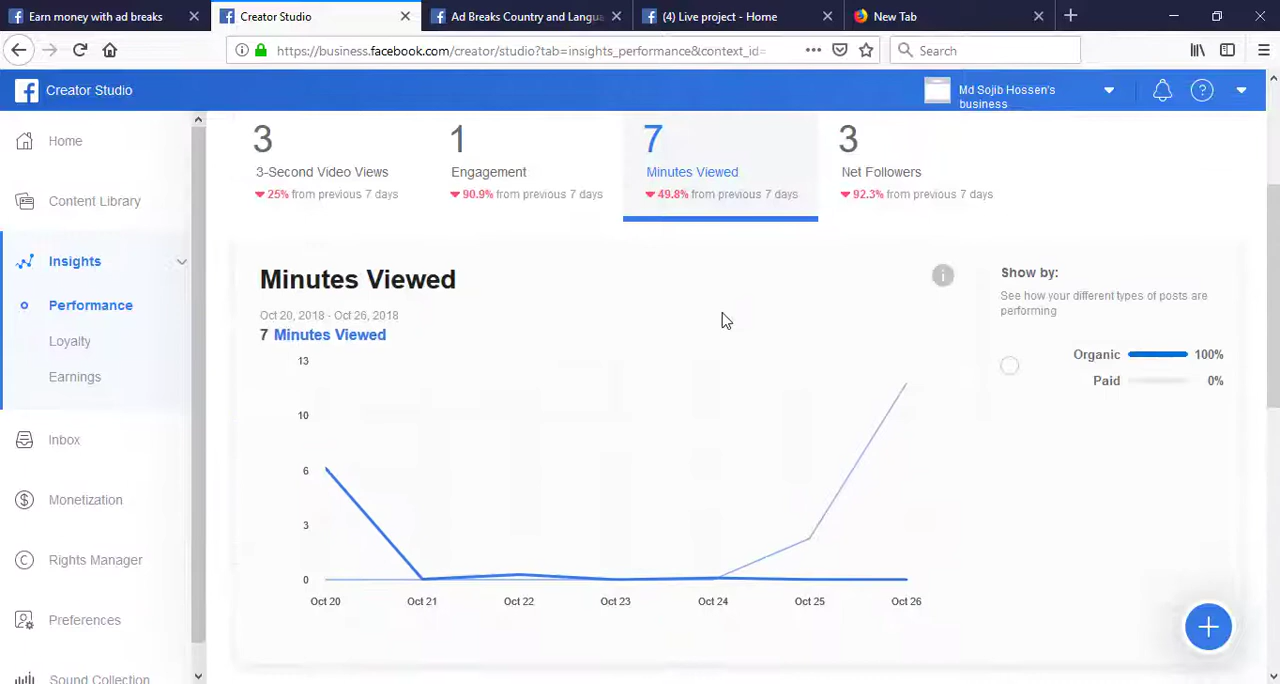 Earn money with ad breaks
Creator Studio
Ad Breaks Country and Langua
(4) Live project - Home
New Tab
https://business.facebook.com/creator/studio?tab=insights_performance&context_id=
Search
Creator Studio
Md Sojib Hossen's
business
Home
Content Library
Insights
Performance
Loyalty
Earnings
Inbox
Monetization
Rights Manager
Preferences
Sound Collection
3
3-Second Video Views
25% from previous 7 days
1
Engagement
90.9% from previous 7 days
7
Minutes Viewed
49.8% from previous 7 days
3
Net Followers
92.3% from previous 7 days
Minutes Viewed
Oct 20, 2018 - Oct 26, 2018
7 Minutes Viewed
13
10
6
3
0
Oct 20
Oct 21
Oct 22
Oct 23
Oct 24
Oct 25
Oct 26
Show by:
See how your different types of posts are
performing
Organic 100%
Paid 0%